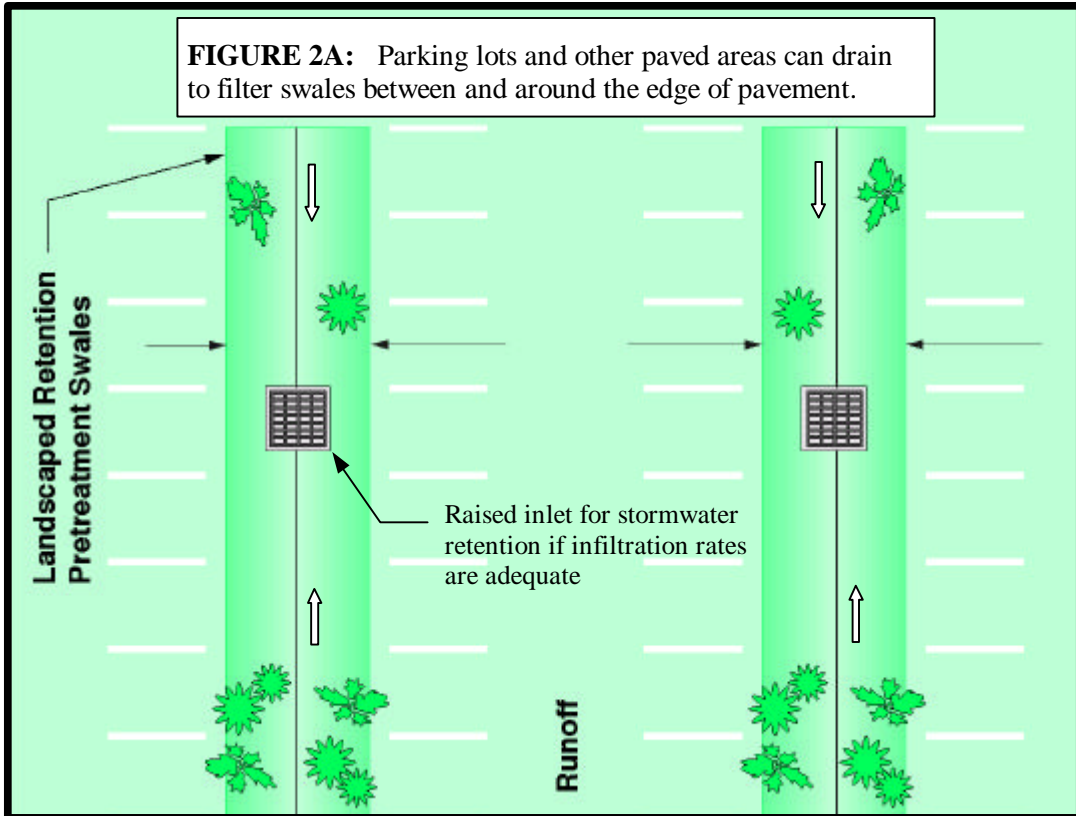 FIGURE 2A: Parking lots and other paved areas can drain
to filter swales between and around the edge of pavement.
Landscaped Retention
Pretreatment Swales
Raised inlet for stormwater
retention if infiltration rates
are adequate
Runoff